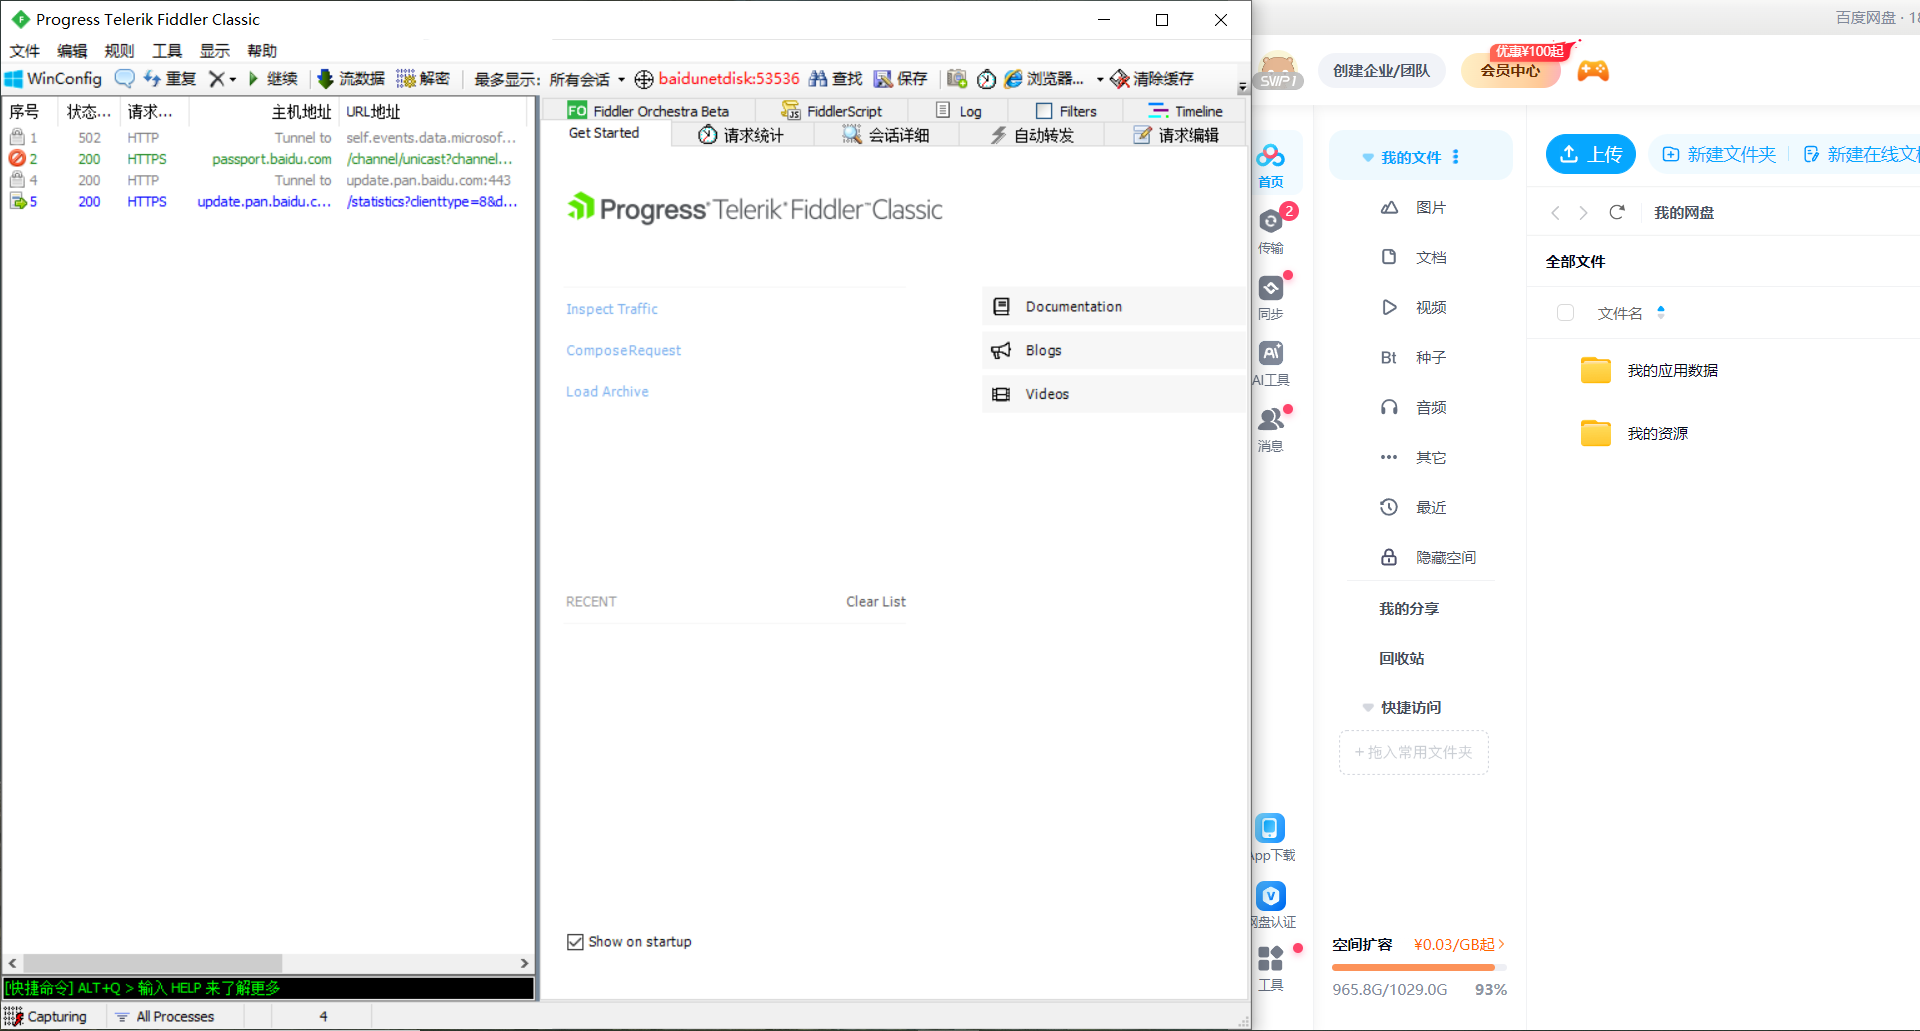 Progress Telerik Fiddler Classic
文件 编辑 规则 工具 显示 帮助
WinConfig 重复 继续 流数据 解密 最多显示: 所有会话 baidunetdisk:53536 查找 保存 浏览器... 清除缓存
序号 状态... 请求... 主机地址 URL地址
1 502 HTTP Tunnel to self.events.data.microsof...
2 200 HTTPS passport.baidu.com /channel/unicast?channel...
4 200 HTTP Tunnel to update.pan.baidu.com:443
5 200 HTTPS update.pan.baidu.c... /statistics?clienttype=8&d...
FO Fiddler Orchestra Beta FiddlerScript Log Filters Timeline
Get Started 请求统计 会话详细 自动转发 请求编辑
Progress Telerik Fiddler Classic
Inspect Traffic
ComposeRequest
Load Archive
Documentation
Blogs
Videos
RECENT Clear List
Show on startup
[快捷命令] ALT+Q > 输入 HELP 来了解更多
Capturing All Processes 4
百度网盘 · 18
SVIP1 创建企业/团队 会员中心 优惠¥100起
首页
2
传输
同步
AI工具
消息
App下载
网盘认证
工具
我的文件
图片
文档
视频
Bt 种子
音频
其它
最近
隐藏空间
我的分享
回收站
快捷访问
+ 拖入常用文件夹
空间扩容 ¥0.03/GB起
965.8G/1029.0G 93%
上传 新建文件夹 新建在线文档
我的网盘
全部文件
文件名
我的应用数据
我的资源